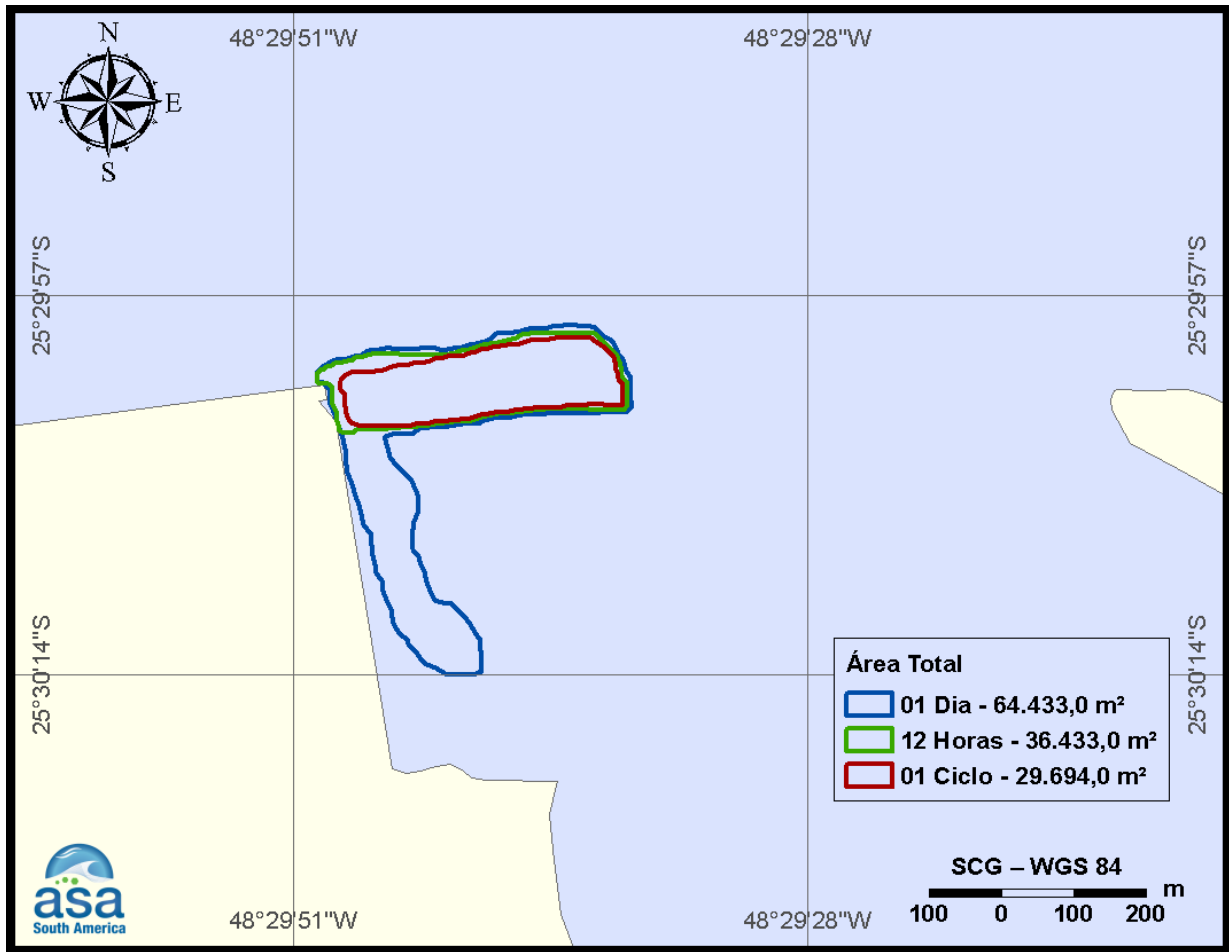 48°29'51"W
48°29'28"W
N
W
E
S
25°29'57"S
25°29'57"S
25°30'14"S
25°30'14"S
Área Total
01 Dia - 64.433,0 m²
12 Horas - 36.433,0 m²
01 Ciclo - 29.694,0 m²
SCG – WGS 84
m
100
0
100
200
asa
South America
48°29'51"W
48°29'28"W